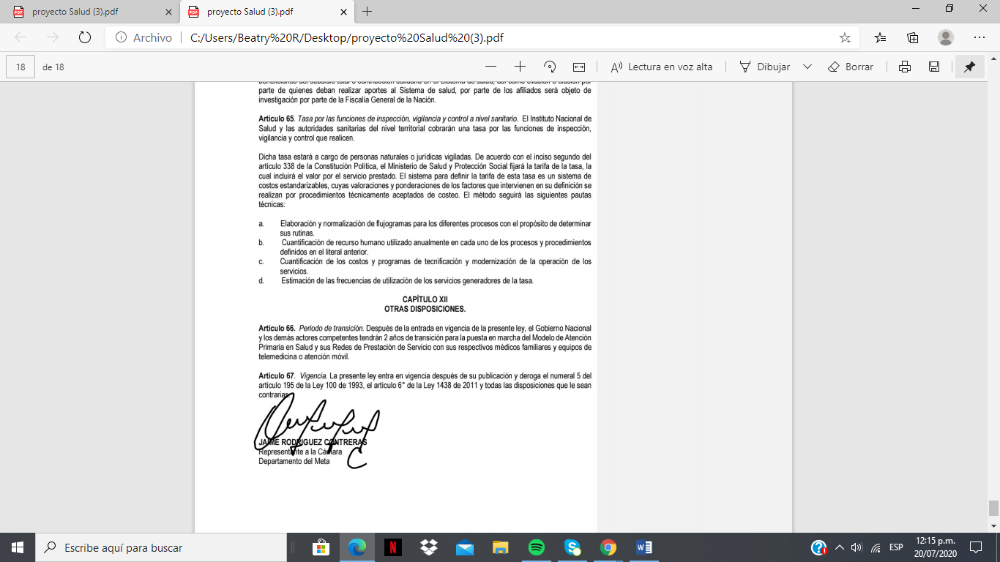 proyecto Salud (3).pdf
proyecto Salud (3).pdf
Archivo
C:/Users/Beatry%20R/Desktop/proyecto%20Salud%20(3).pdf
18 de 18
Lectura en voz alta
Dibujar
Borrar
parte de quienes deban realizar aportes al Sistema de salud, por parte de los afiliados será objeto de
investigación por parte de la Fiscalía General de la Nación.
Artículo 65. Tasa por las funciones de inspección, vigilancia y control a nivel sanitario. El Instituto Nacional de
Salud y las autoridades sanitarias del nivel territorial cobrarán una tasa por las funciones de inspección,
vigilancia y control que realicen.
Dicha tasa estará a cargo de personas naturales o jurídicas vigiladas. De acuerdo con el inciso segundo del
artículo 338 de la Constitución Política, el Ministerio de Salud y Protección Social fijará la tarifa de la tasa, la
cual incluirá el valor por el servicio prestado. El sistema para definir la tarifa de esta tasa es un sistema de
costos estandarizables, cuyas valoraciones y ponderaciones de los factores que intervienen en su definición se
realizan por procedimientos técnicamente aceptados de costeo. El método seguirá las siguientes pautas
técnicas:
a. Elaboración y normalización de flujogramas para los diferentes procesos con el propósito de determinar
sus rutinas.
b. Cuantificación de recurso humano utilizado anualmente en cada uno de los procesos y procedimientos
definidos en el literal anterior.
c. Cuantificación de los costos y programas de tecnificación y modernización de la operación de los
servicios.
d. Estimación de las frecuencias de utilización de los servicios generadores de la tasa.
CAPÍTULO XII
OTRAS DISPOSICIONES.
Artículo 66. Periodo de transición. Después de la entrada en vigencia de la presente ley, el Gobierno Nacional
y los demás actores competentes tendrán 2 años de transición para la puesta en marcha del Modelo de Atención
Primaria en Salud y sus Redes de Prestación de Servicio con sus respectivos médicos familiares y equipos de
telemedicina o atención móvil.
Artículo 67. Vigencia. La presente ley entra en vigencia después de su publicación y deroga el numeral 5 del
artículo 195 de la Ley 100 de 1993, el artículo 6° de la Ley 1438 de 2011 y todas las disposiciones que le sean
contrarias.
JAIME RODRIGUEZ CONTRERAS
Representante a la Cámara
Departamento del Meta
Escribe aquí para buscar
ESP
12:15 p.m.
20/07/2020